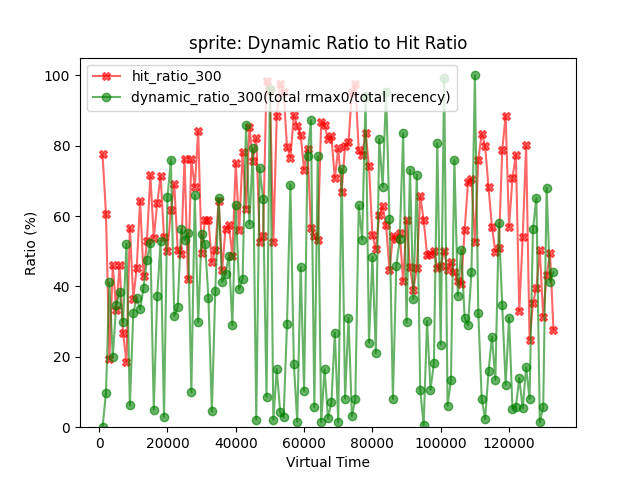 sprite: Dynamic Ratio to Hit Ratio
hit_ratio_300
dynamic_ratio_300(total rmax0/total recency)
100
80
60
40
20
0
Ratio (%)
0 20000 40000 60000 80000 100000 120000
Virtual Time